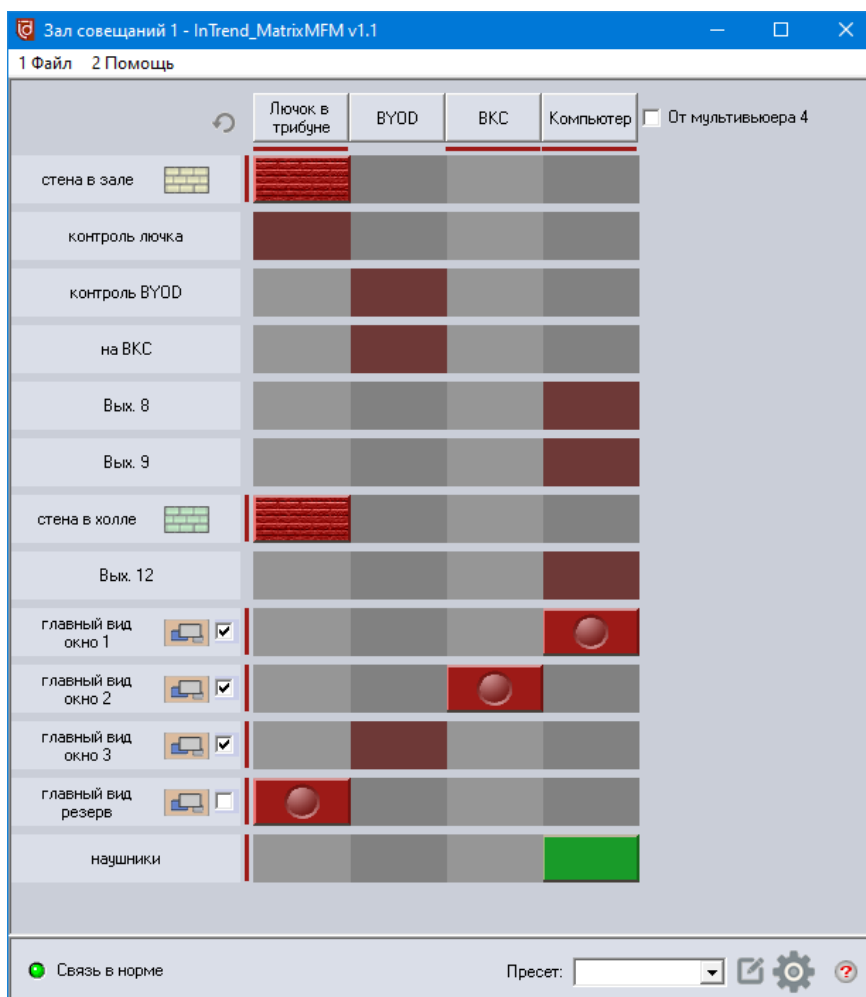 Зал совещаний 1 - InTrend_MatrixMFM v1.1
1 Файл 2 Помощь
Лючок в
трибуне
BYOD
ВКС
Компьютер
От мультивьюера 4
стена в зале
контроль лючка
контроль BYOD
на ВКС
Вых. 8
Вых. 9
стена в холле
Вых. 12
главный вид
окно 1
главный вид
окно 2
главный вид
окно 3
главный вид
резерв
наушники
Связь в норме
Пресет:
?